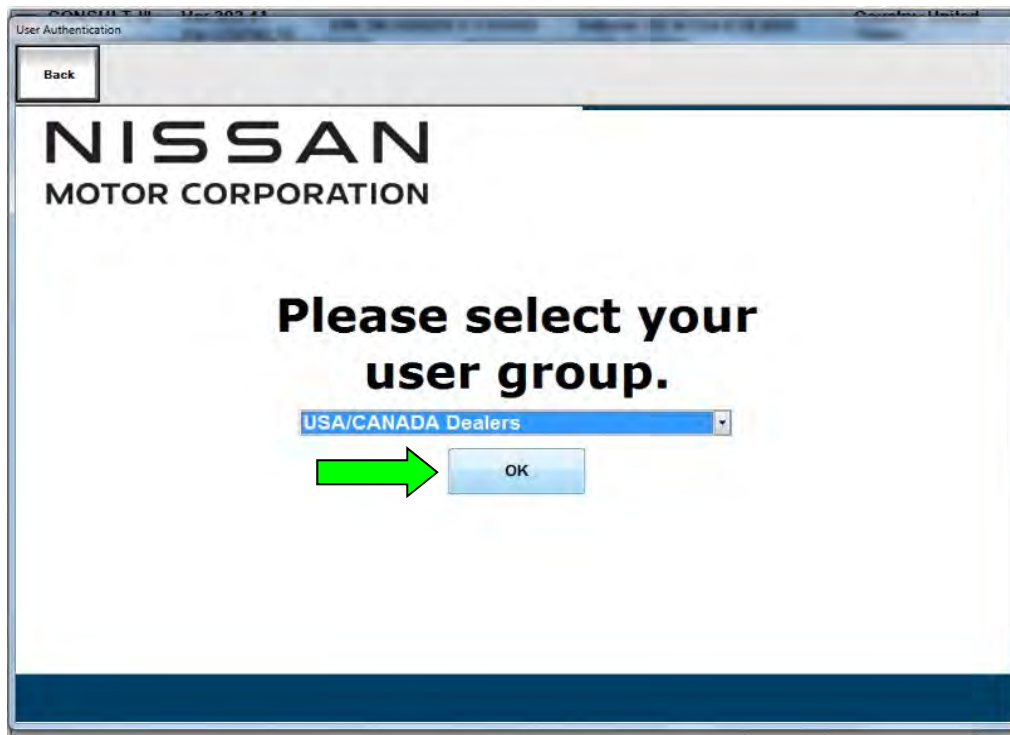 User Authentication
Back
NISSAN
MOTOR CORPORATION
Please select your
user group.
USA/CANADA Dealers
OK